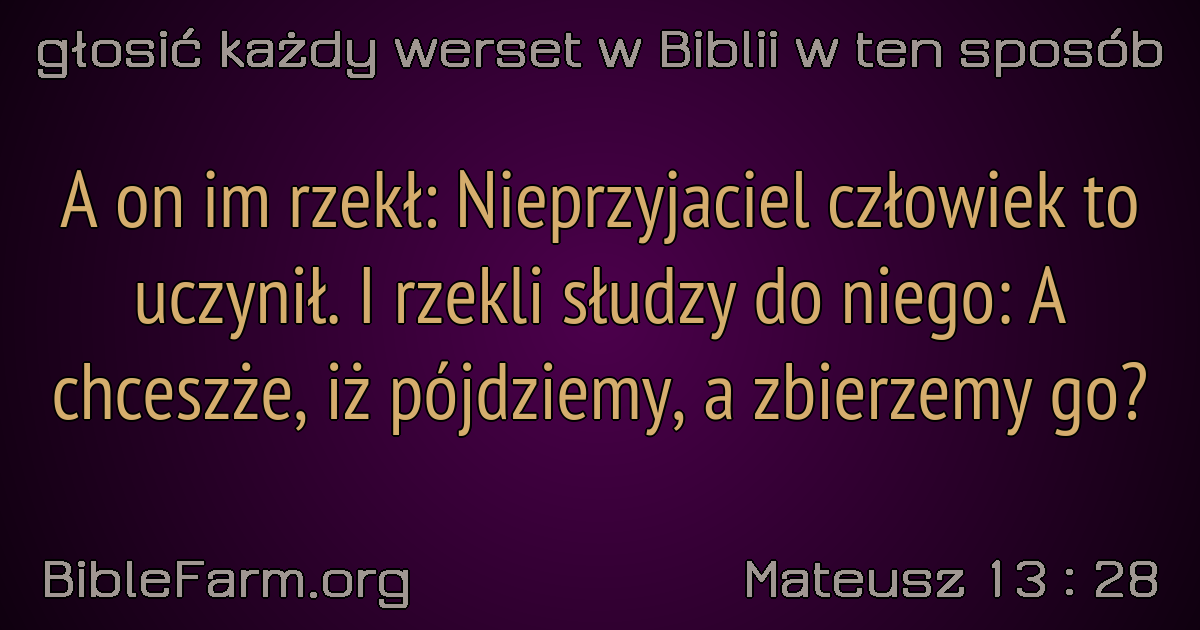 głosić każdy werset w Biblii w ten sposób
A on im rzekł: Nieprzyjaciel człowiek to
uczynił. I rzekli słudzy do niego: A
chceszże, iż pójdziemy, a zbierzemy go?
BibleFarm.org
Mateusz 13 : 28